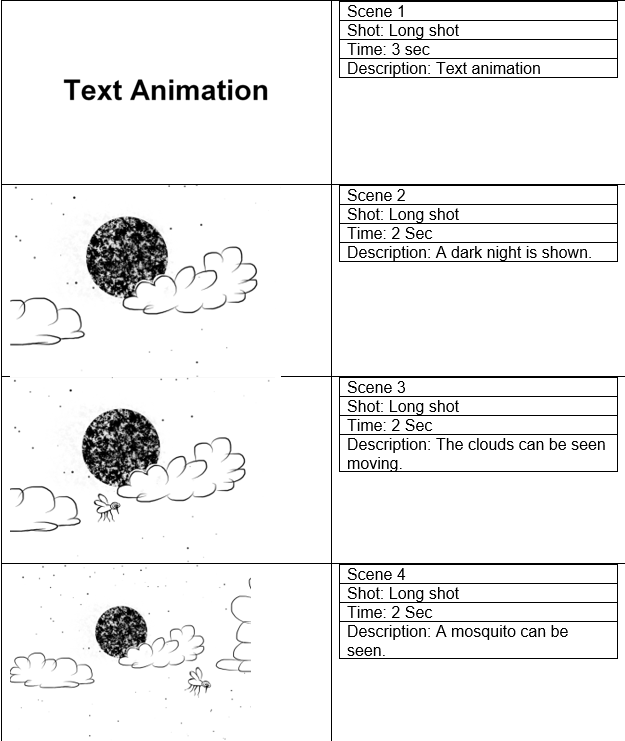 Text Animation
Scene 1
Shot: Long shot
Time: 3 sec
Description: Text animation
Scene 2
Shot: Long shot
Time: 2 Sec
Description: A dark night is shown.
Scene 3
Shot: Long shot
Time: 2 Sec
Description: The clouds can be seen
moving.
Scene 4
Shot: Long shot
Time: 2 Sec
Description: A mosquito can be
seen.